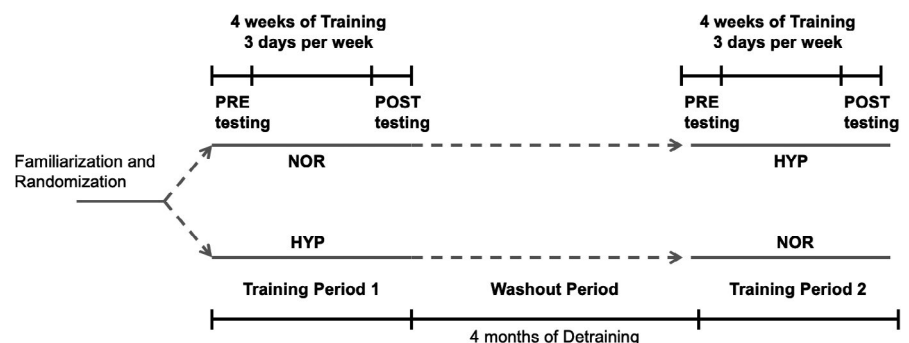 4 weeks of Training
3 days per week
4 weeks of Training
3 days per week
PRE
testing
POST
testing
PRE
testing
POST
testing
Familiarization and
Randomization
NOR
HYP
HYP
NOR
Training Period 1
Washout Period
Training Period 2
4 months of Detraining